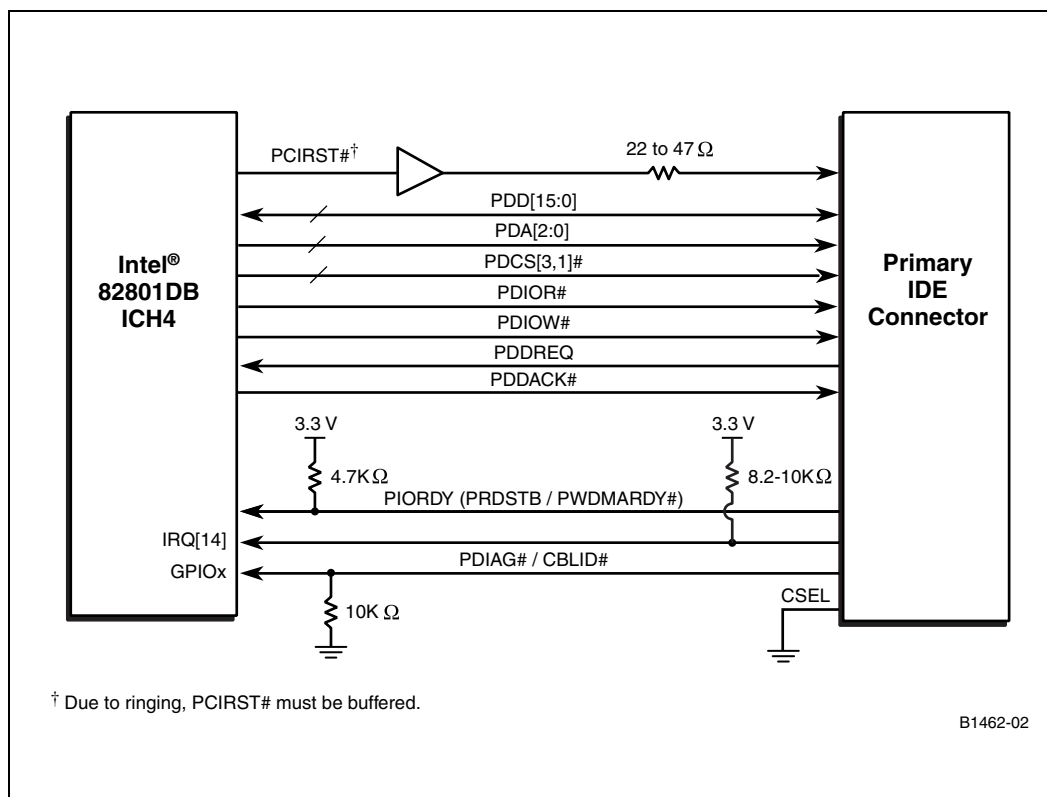 PCIRST#†
22 to 47 Ω
PDD[15:0]
PDA[2:0]
PDCS[3,1]#
PDIOR#
PDIOW#
PDDREQ
PDDACK#
Intel®
82801DB
ICH4
Primary
IDE
Connector
3.3 V
3.3 V
4.7K Ω
8.2-10KΩ
PIORDY (PRDSTB / PWDMARDY#)
IRQ[14]
PDIAG# / CBLID#
GPIOx
CSEL
10K Ω
† Due to ringing, PCIRST# must be buffered.
B1462-02